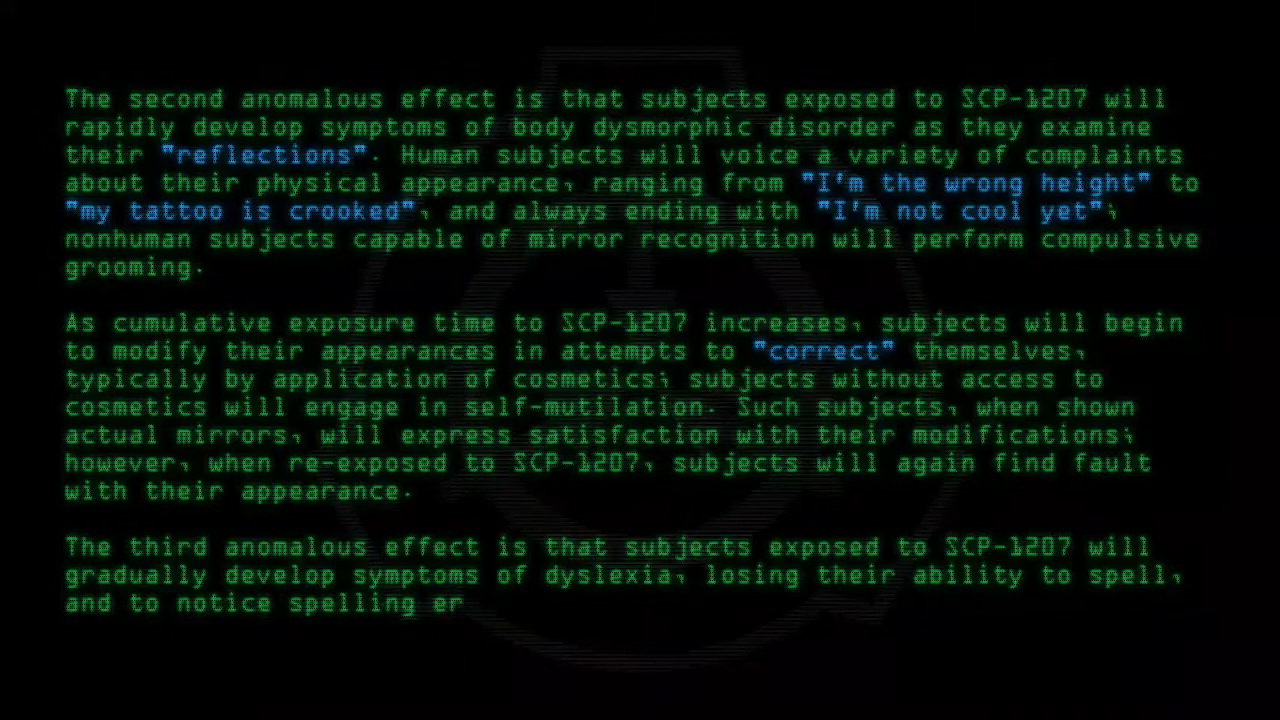 The second anomalous effect is that subjects exposed to SCP-1207 will
rapidly develop symptoms of body dysmorphic disorder as they examine
their "reflections". Human subjects will voice a variety of complaints
about their physical appearance, ranging from "I'm the wrong height" to
"my tattoo is crooked", and always ending with "I'm not cool yet";
nonhuman subjects capable of mirror recognition will perform compulsive
grooming.
As cumulative exposure time to SCP-1207 increases, subjects will begin
to modify their appearances in attempts to "correct" themselves,
typically by application of cosmetics; subjects without access to
cosmetics will engage in self-mutilation. Such subjects, when shown
actual mirrors, will express satisfaction with their modifications;
however, when re-exposed to SCP-1207, subjects will again find fault
with their appearance.
The third anomalous effect is that subjects exposed to SCP-1207 will
gradually develop symptoms of dyslexia, losing their ability to spell,
and to notice spelling er